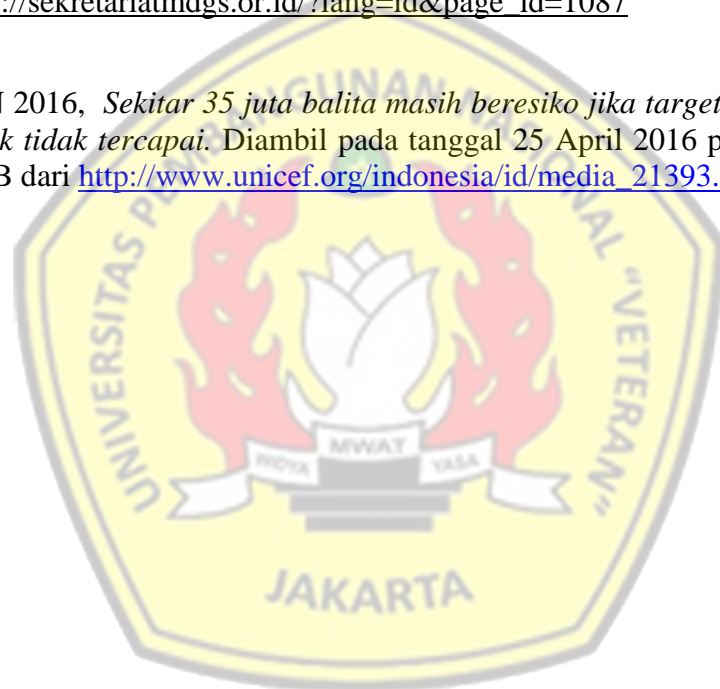 ://sekretariatmdgs.or.id/?lang=id&page_id=1087
N 2016, Sekitar 35 juta balita masih beresiko jika target
k tidak tercapai. Diambil pada tanggal 25 April 2016 p
B dari http://www.unicef.org/indonesia/id/media_21393.
UNIVERSITAS PEMBANGUNAN NASIONAL "VETERAN"
WIDYA MWAT YASA
JAKARTA